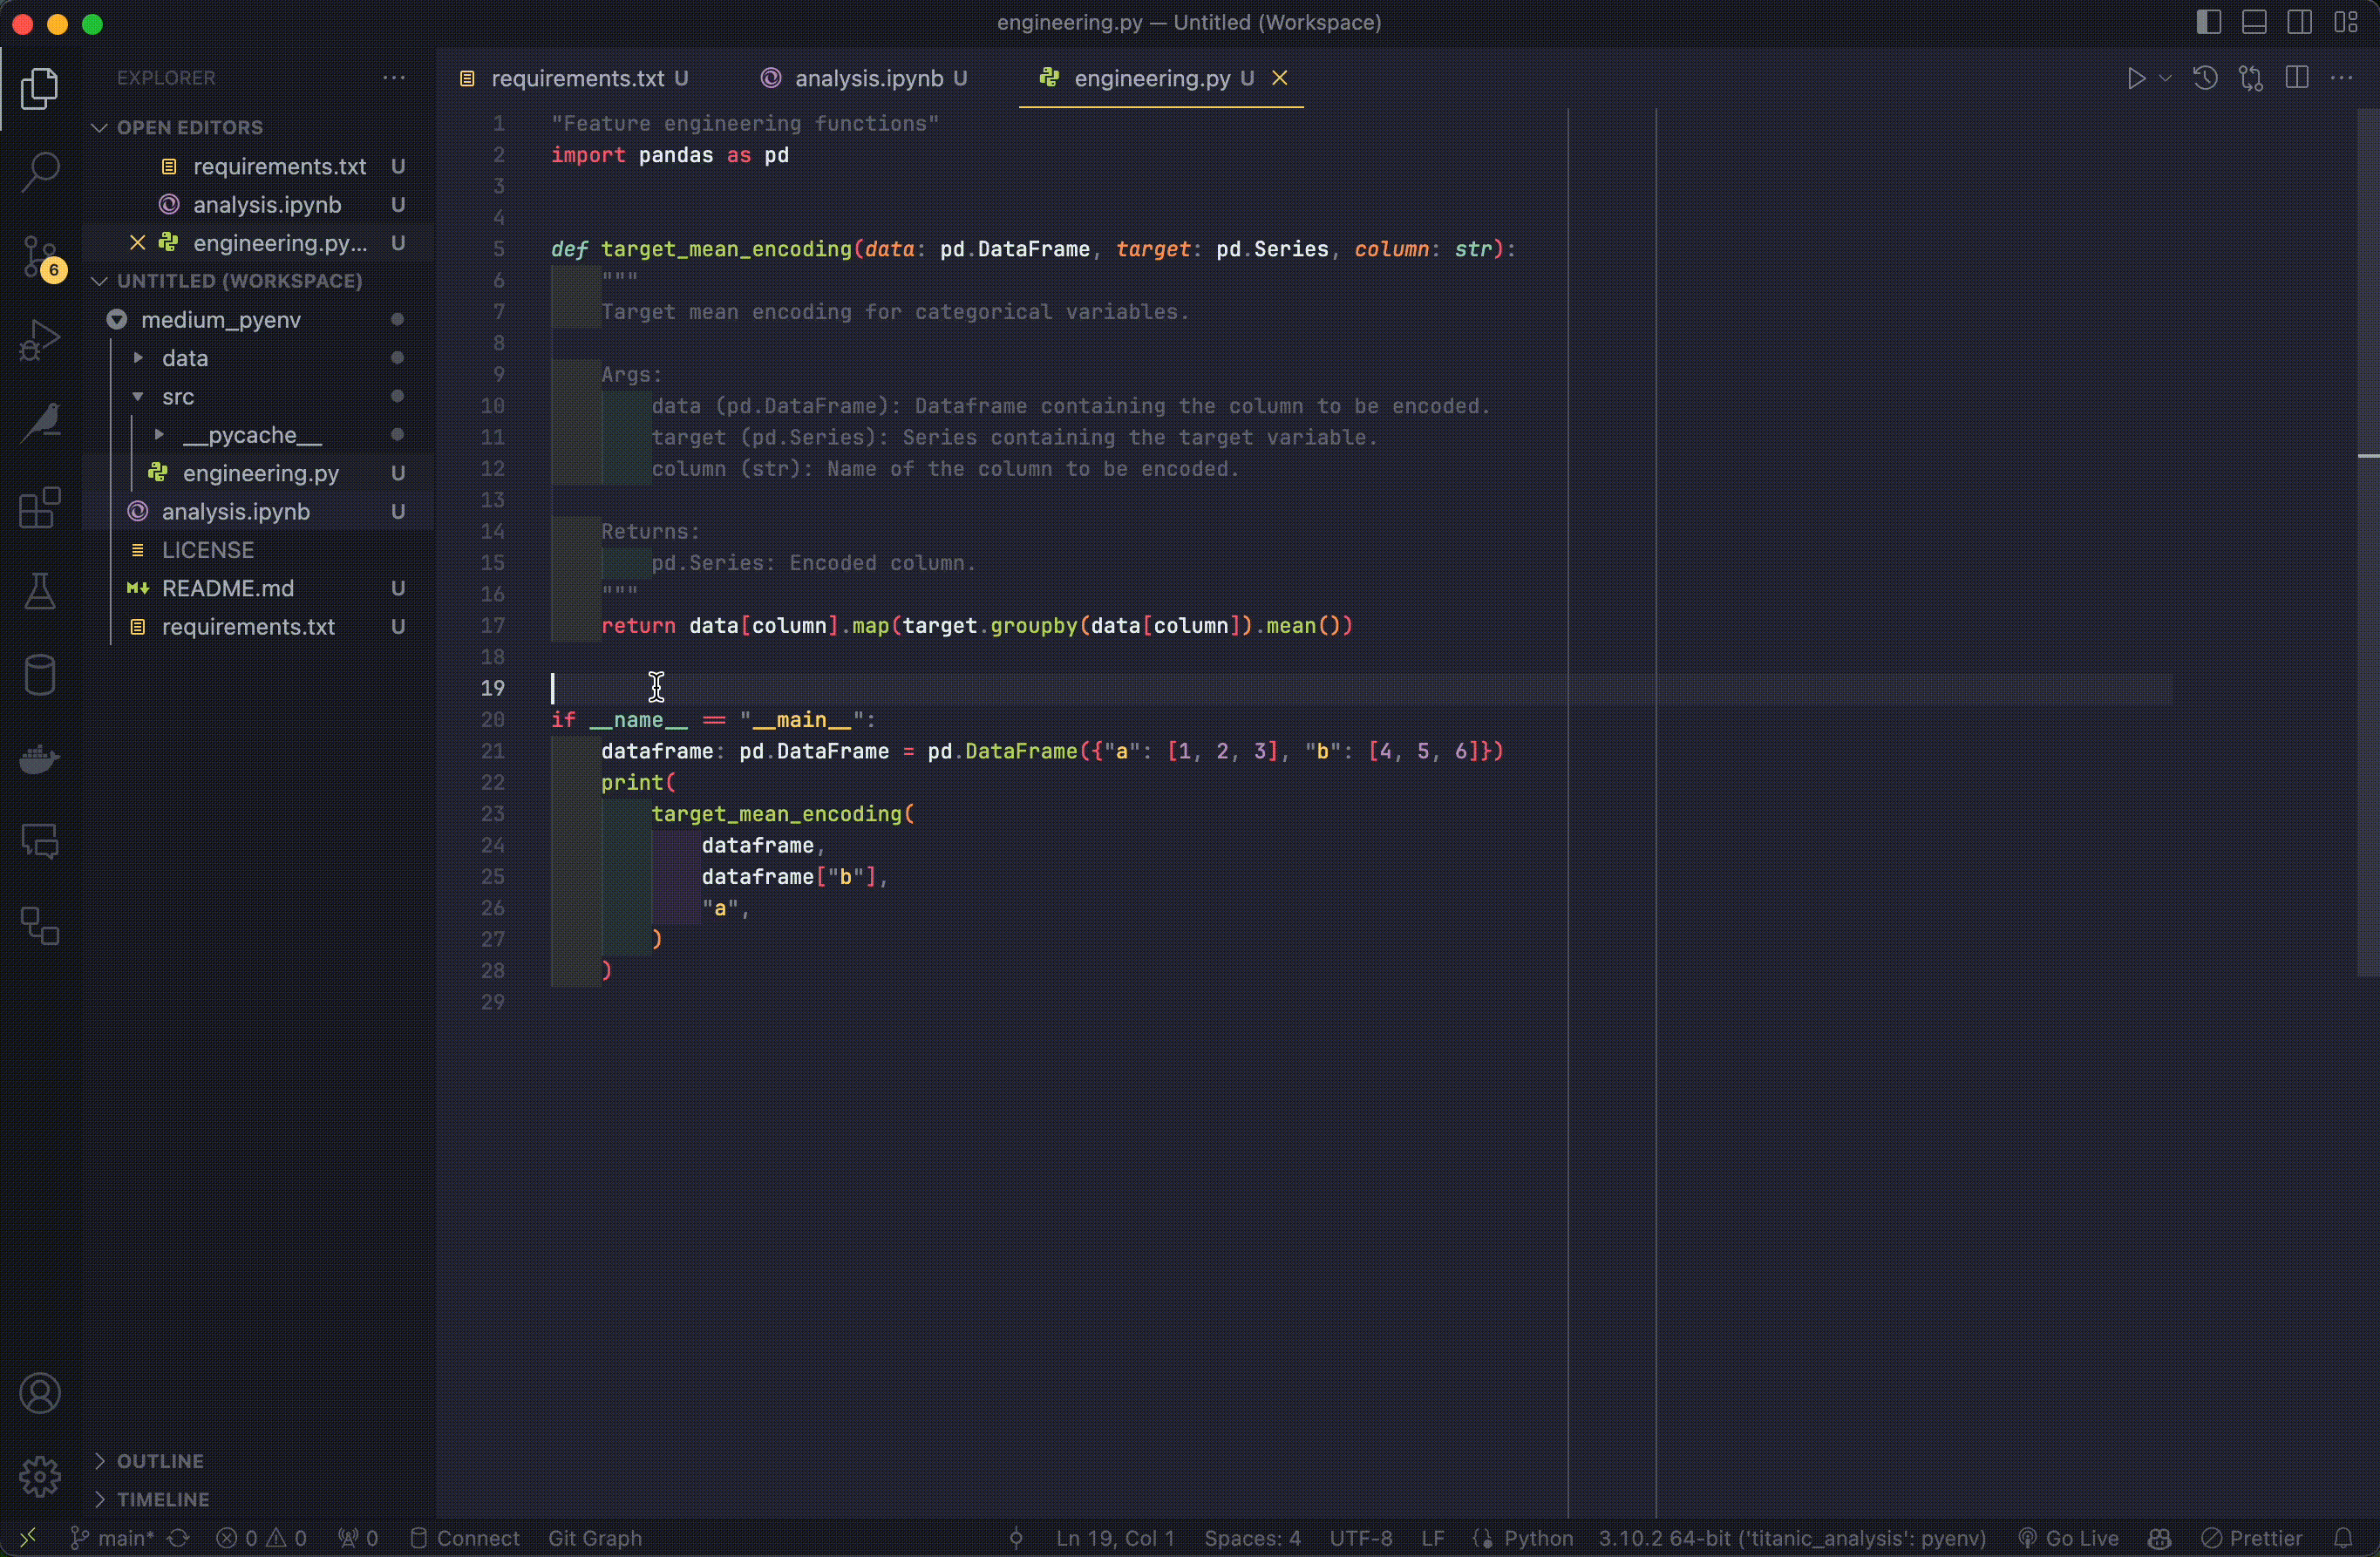 engineering.py — Untitled (Workspace)
EXPLORER
OPEN EDITORS
requirements.txt U
analysis.ipynb U
engineering.py... U
UNTITLED (WORKSPACE)
medium_pyenv
data
src
__pycache__
engineering.py U
analysis.ipynb U
LICENSE
README.md U
requirements.txt U
OUTLINE
TIMELINE
6
requirements.txt U analysis.ipynb U engineering.py U
1 "Feature engineering functions"
2 import pandas as pd
3
4
5 def target_mean_encoding(data: pd.DataFrame, target: pd.Series, column: str):
6 """
7 Target mean encoding for categorical variables.
8
9 Args:
10 data (pd.DataFrame): Dataframe containing the column to be encoded.
11 target (pd.Series): Series containing the target variable.
12 column (str): Name of the column to be encoded.
13
14 Returns:
15 pd.Series: Encoded column.
16 """
17 return data[column].map(target.groupby(data[column]).mean())
18
19
20 if __name__ == "__main__":
21 dataframe: pd.DataFrame = pd.DataFrame({"a": [1, 2, 3], "b": [4, 5, 6]})
22 print(
23 target_mean_encoding(
24 dataframe,
25 dataframe["b"],
26 "a",
27 )
28 )
29
main* 0 0 0 Connect Git Graph Ln 19, Col 1 Spaces: 4 UTF-8 LF Python 3.10.2 64-bit ('titanic_analysis': pyenv) Go Live Prettier